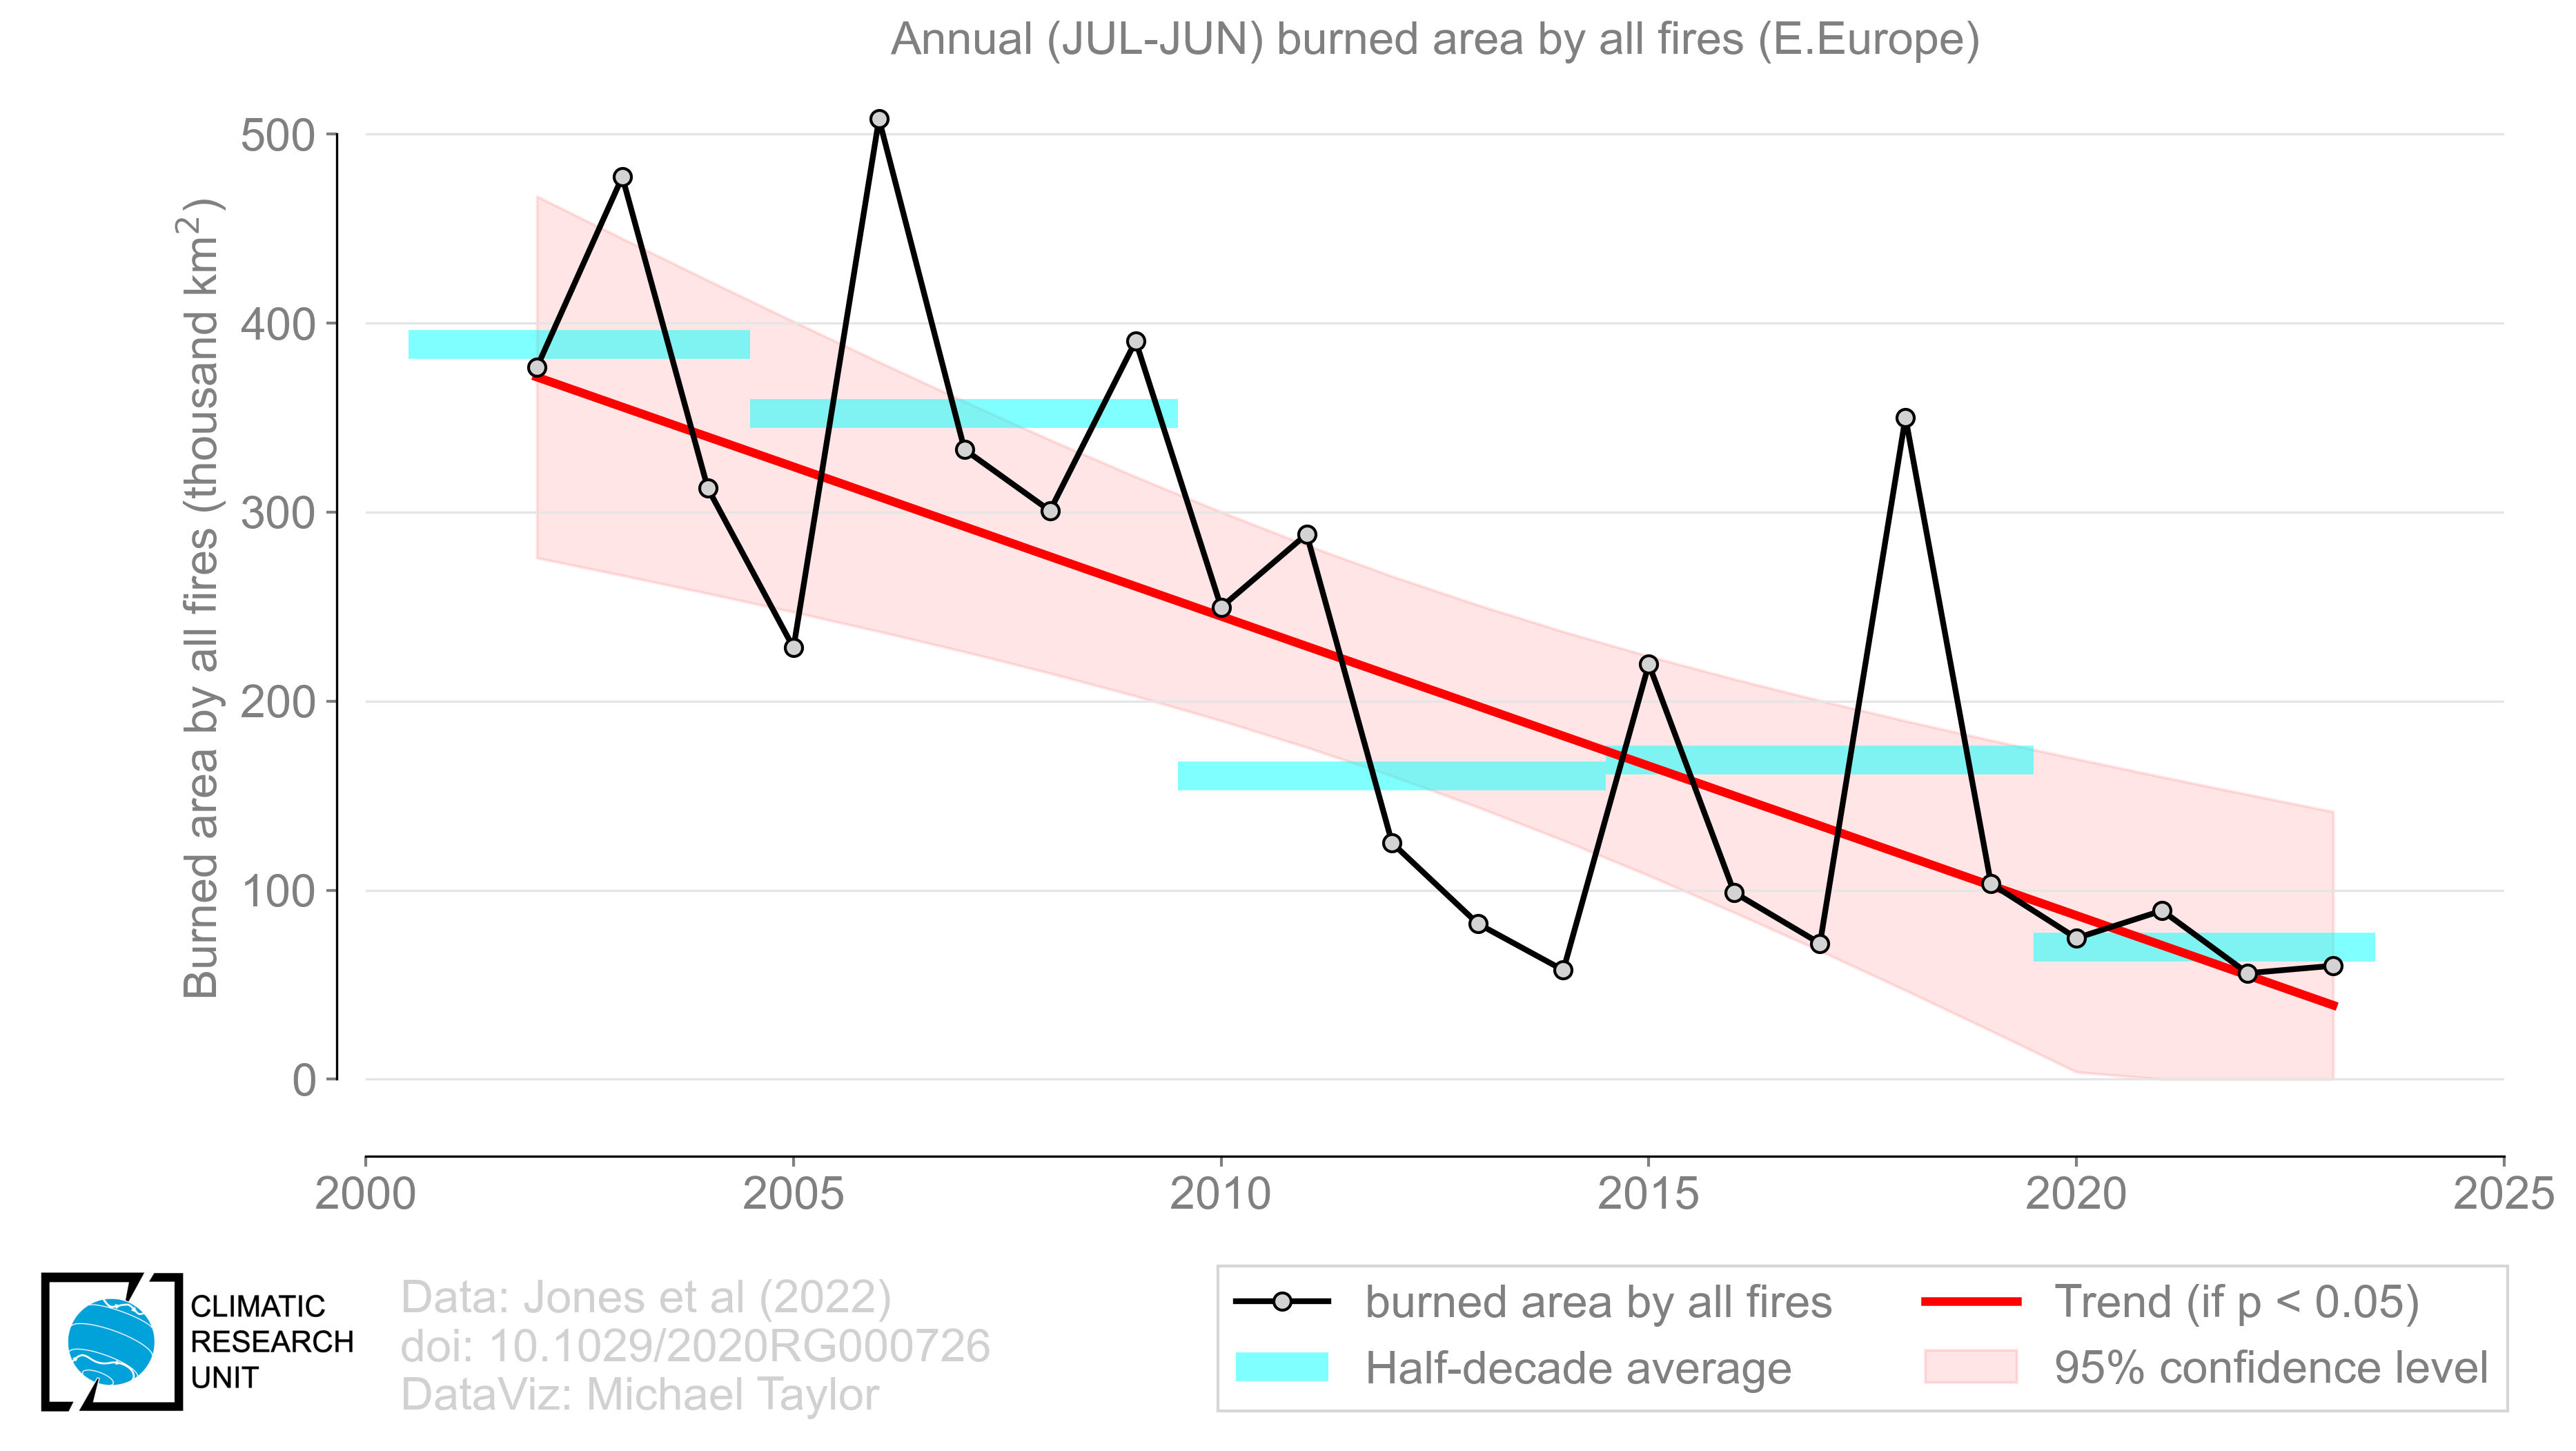 Annual (JUL-JUN) burned area by all fires (E.Europe)
Burned area by all fires (thousand km²)
500
400
300
200
100
0
2000
2005
2010
2015
2020
2025
CLIMATIC
RESEARCH
UNIT
Data: Jones et al (2022)
doi: 10.1029/2020RG000726
DataViz: Michael Taylor
burned area by all fires
Half-decade average
Trend (if p < 0.05)
95% confidence level